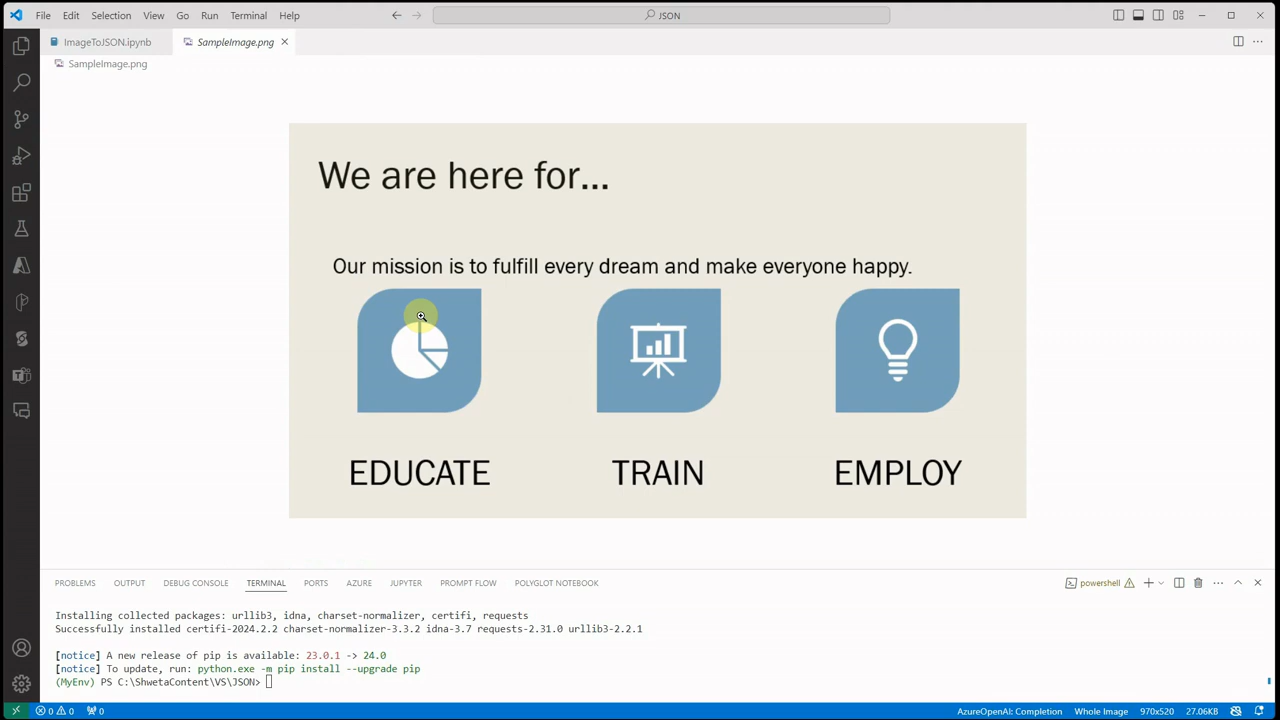 File Edit Selection View Go Run Terminal Help
JSON
ImageToJSON.ipynb
SampleImage.png
SampleImage.png
We are here for...
Our mission is to fulfill every dream and make everyone happy.
EDUCATE TRAIN EMPLOY
PROBLEMS OUTPUT DEBUG CONSOLE TERMINAL PORTS AZURE JUPYTER PROMPT FLOW POLYGLOT NOTEBOOK
powershell
Installing collected packages: urllib3, idna, charset-normalizer, certifi, requests
Successfully installed certifi-2024.2.2 charset-normalizer-3.3.2 idna-3.7 requests-2.31.0 urllib3-2.2.1
[notice] A new release of pip is available: 23.0.1 -> 24.0
[notice] To update, run: python.exe -m pip install --upgrade pip
(MyEnv) PS C:\ShwetaContent\VS\JSON>
0 0 0 AzureOpenAI: Completion Whole Image 970x520 27.06KB